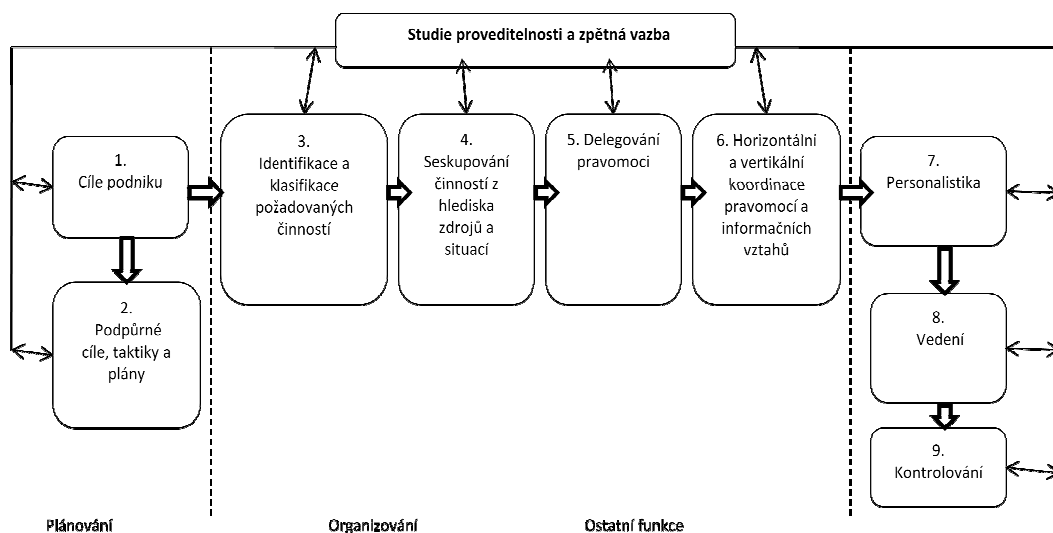 Studie proveditelnosti a zpětná vazba
1.
Cíle podniku
2.
Podpůrné
cíle, taktiky a
plány
3.
Identifikace a
klasifikace
požadovaných
činností
4.
Seskupování
činností z
hlediska
zdrojů a
situací
5. Delegování
pravomoci
6. Horizontální
a vertikální
koordinace
pravomocí a
informačních
vztahů
7.
Personalistika
8.
Vedení
9.
Kontrolování
Plánování
Organizování
Ostatní funkce